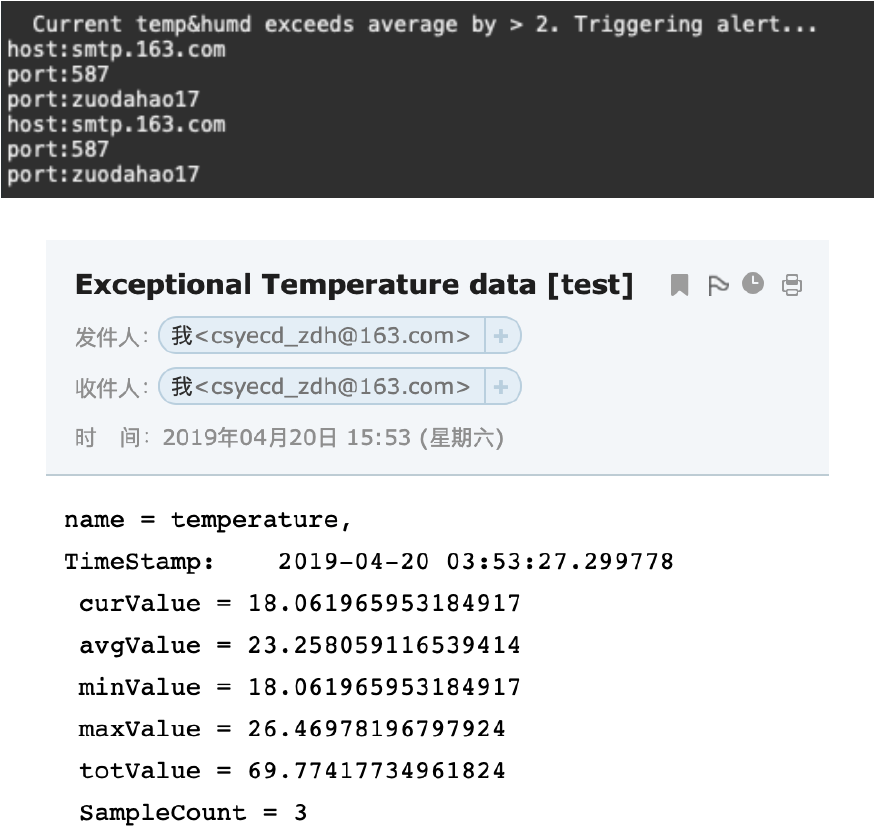 Current temp&humd exceeds average by > 2. Triggering alert...
host:smtp.163.com
port:587
port:zuodahao17
host:smtp.163.com
port:587
port:zuodahao17
Exceptional Temperature data [test]
发件人：我<csyecd_zdh@163.com> +
收件人：我<csyecd_zdh@163.com> +
时 间：2019年04月20日 15:53 (星期六)
name = temperature,
TimeStamp: 2019-04-20 03:53:27.299778
curValue = 18.061965953184917
avgValue = 23.258059116539414
minValue = 18.061965953184917
maxValue = 26.46978196797924
totValue = 69.77417734961824
SampleCount = 3